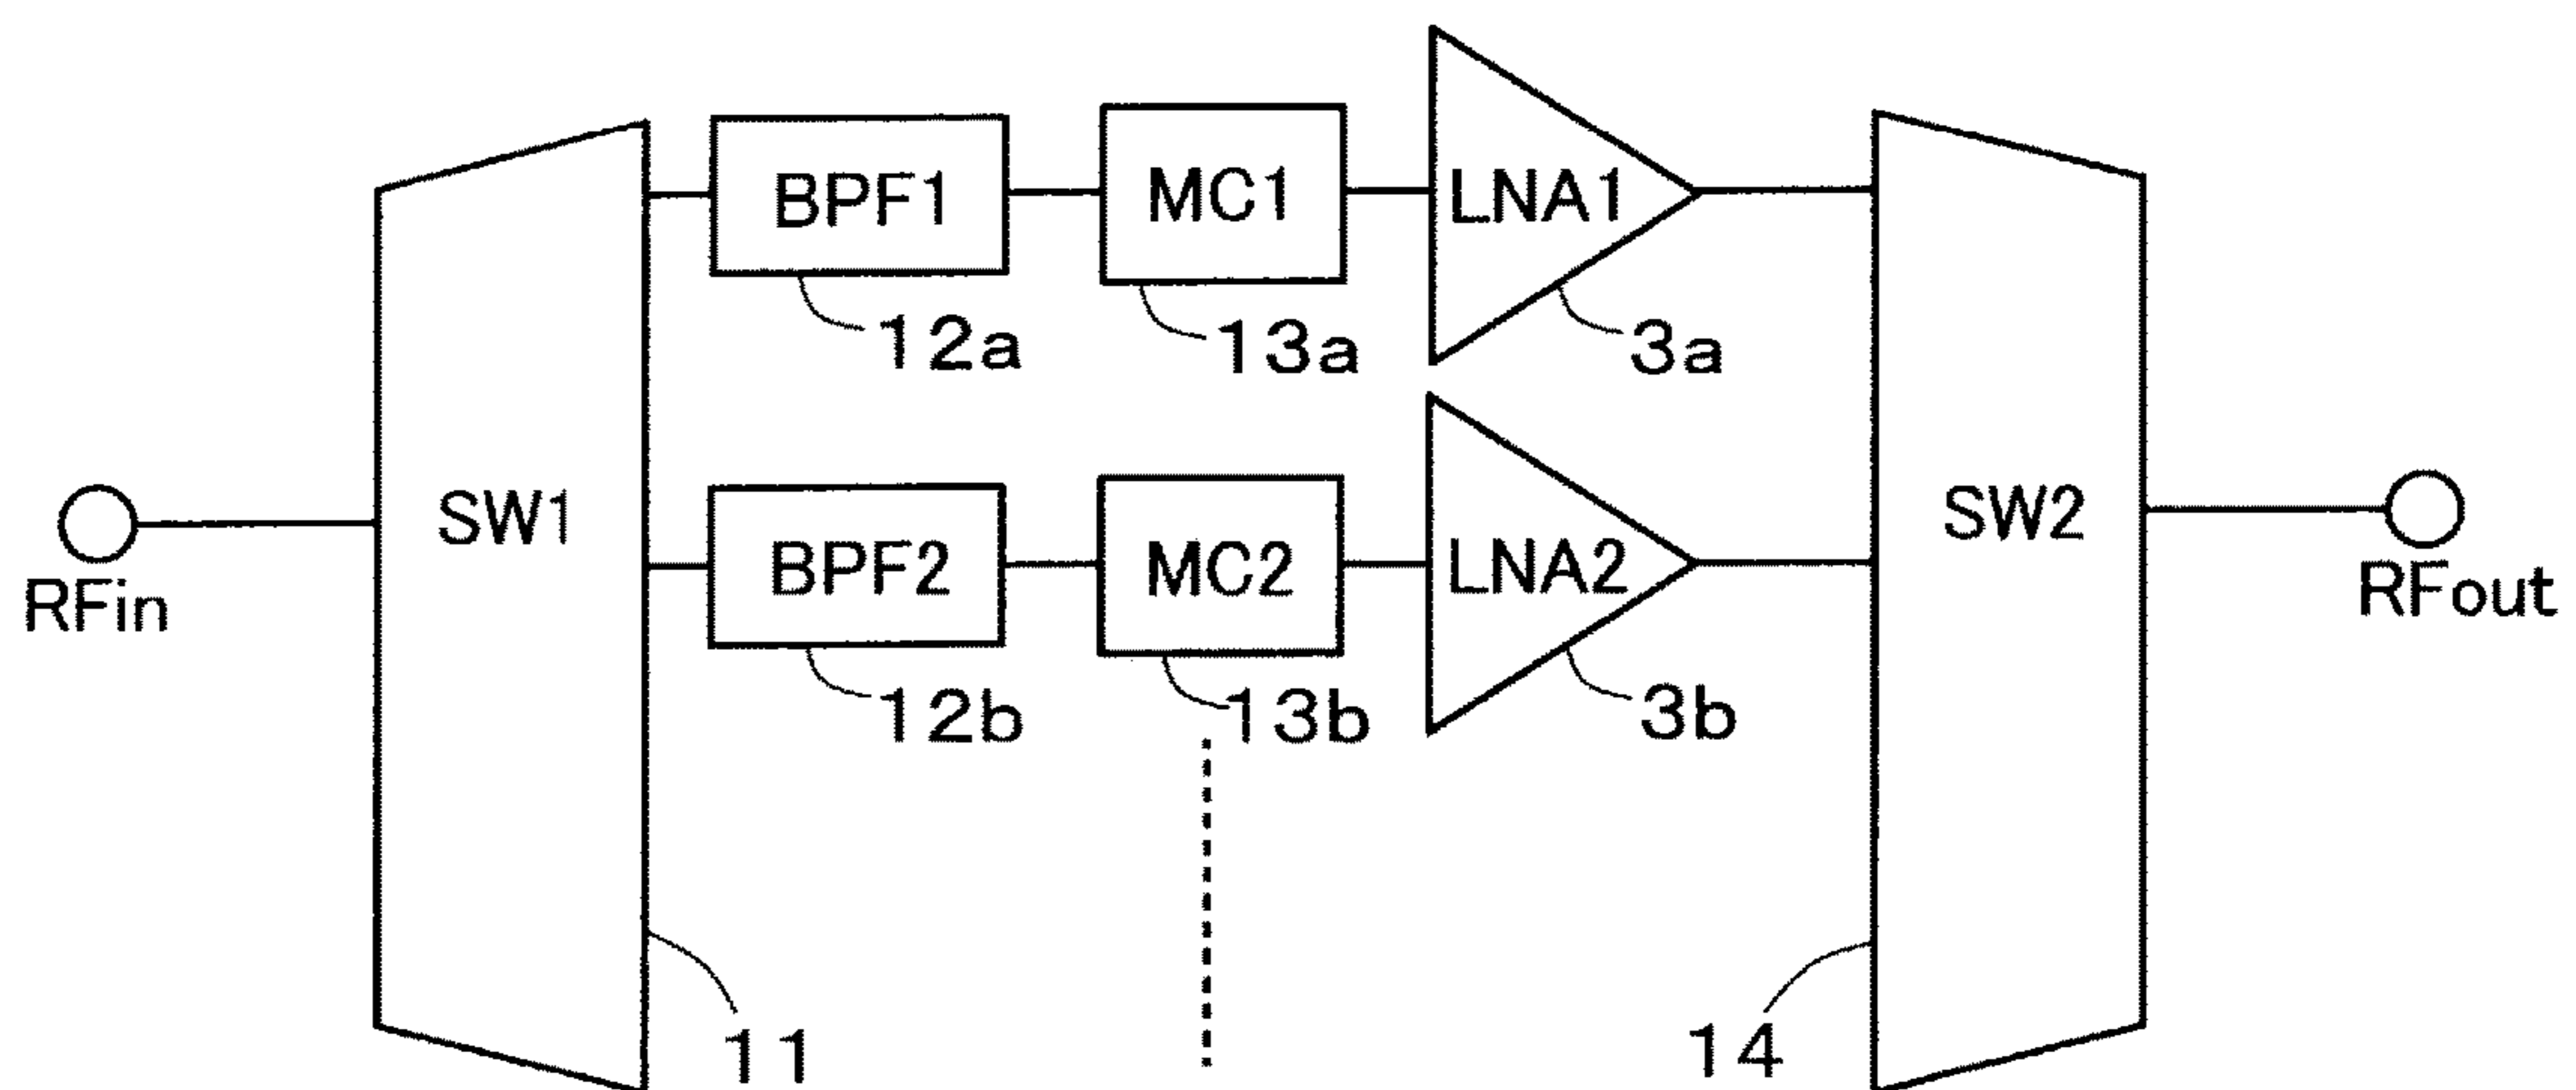 BPF1
MC1
LNA1
12a
13a
3a
SW1
SW2
RFin
RFout
BPF2
MC2
LNA2
12b
13b
3b
11
14